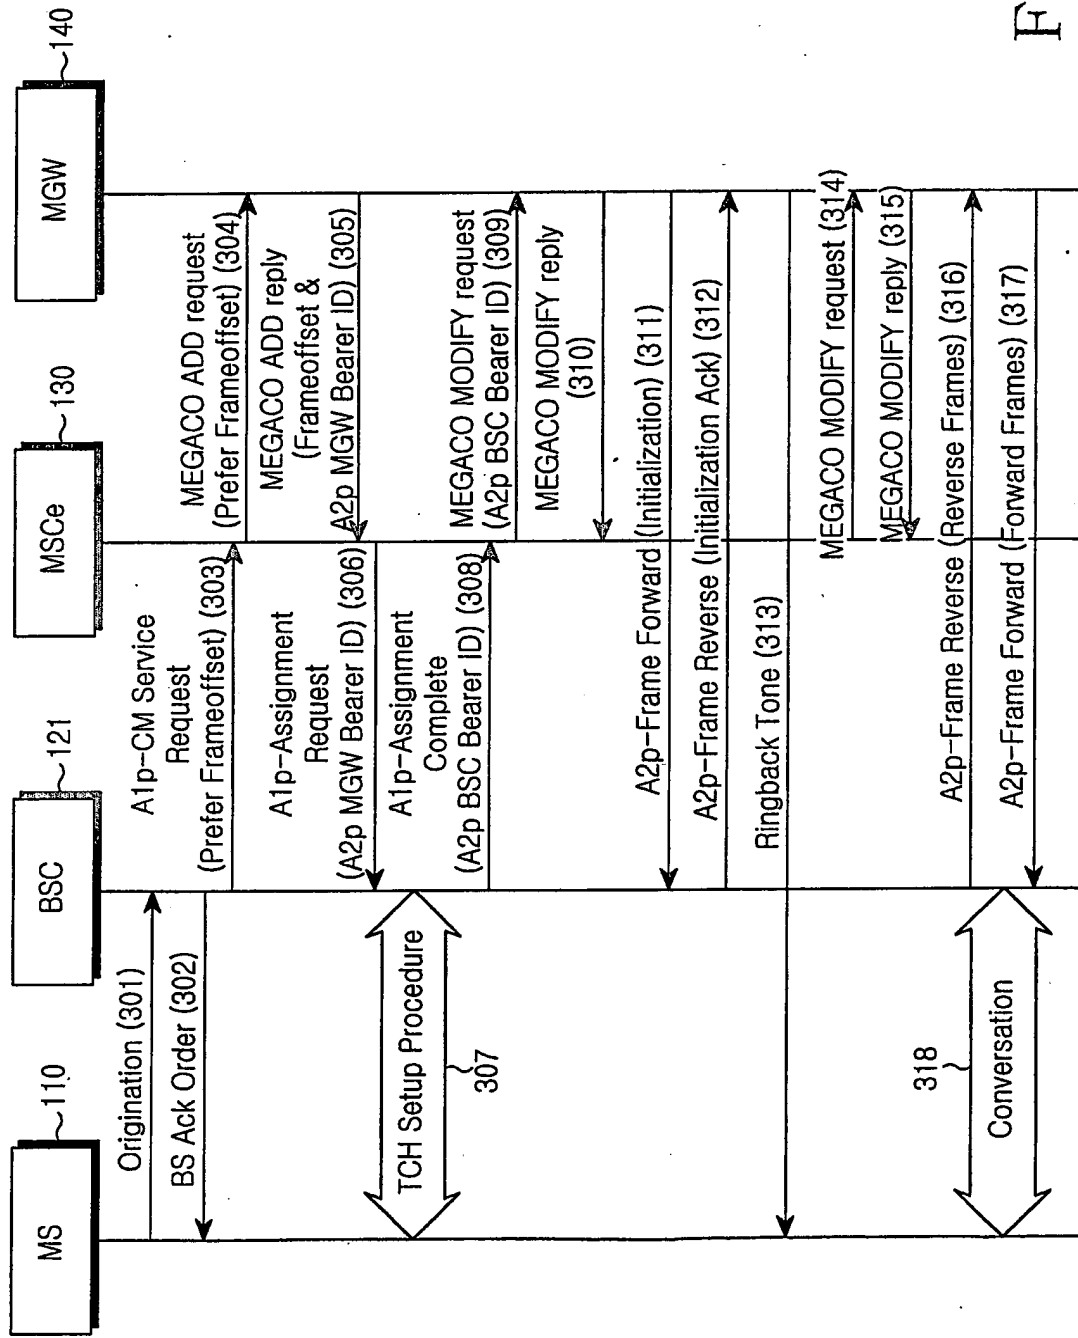 MS
110
BSC
121
MSCe
130
MGW
140
Origination (301)
BS Ack Order (302)
A1p-CM Service
Request
(Prefer Frameoffset) (303)
MEGACO ADD request
(Prefer Frameoffset) (304)
MEGACO ADD reply
(Frameoffset &
A2p MGW Bearer ID) (305)
A1p-Assignment
Request
(A2p MGW Bearer ID) (306)
TCH Setup Procedure
307
A1p-Assignment
Complete
(A2p BSC Bearer ID) (308)
MEGACO MODIFY request
(A2p BSC Bearer ID) (309)
MEGACO MODIFY reply
(310)
A2p-Frame Forward (Initialization) (311)
A2p-Frame Reverse (Initialization Ack) (312)
Ringback Tone (313)
MEGACO MODIFY request (314)
MEGACO MODIFY reply (315)
A2p-Frame Reverse (Reverse Frames) (316)
A2p-Frame Forward (Forward Frames) (317)
318
Conversation
F